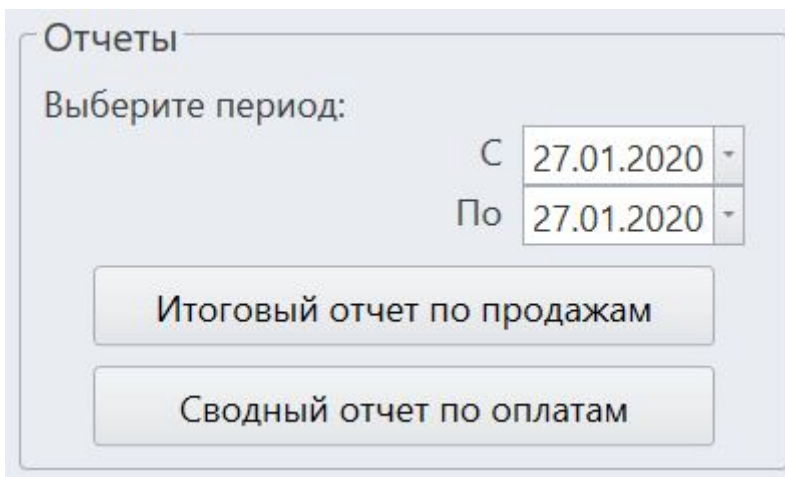 Отчеты
Выберите период:
С 27.01.2020
По 27.01.2020
Итоговый отчет по продажам
Сводный отчет по оплатам